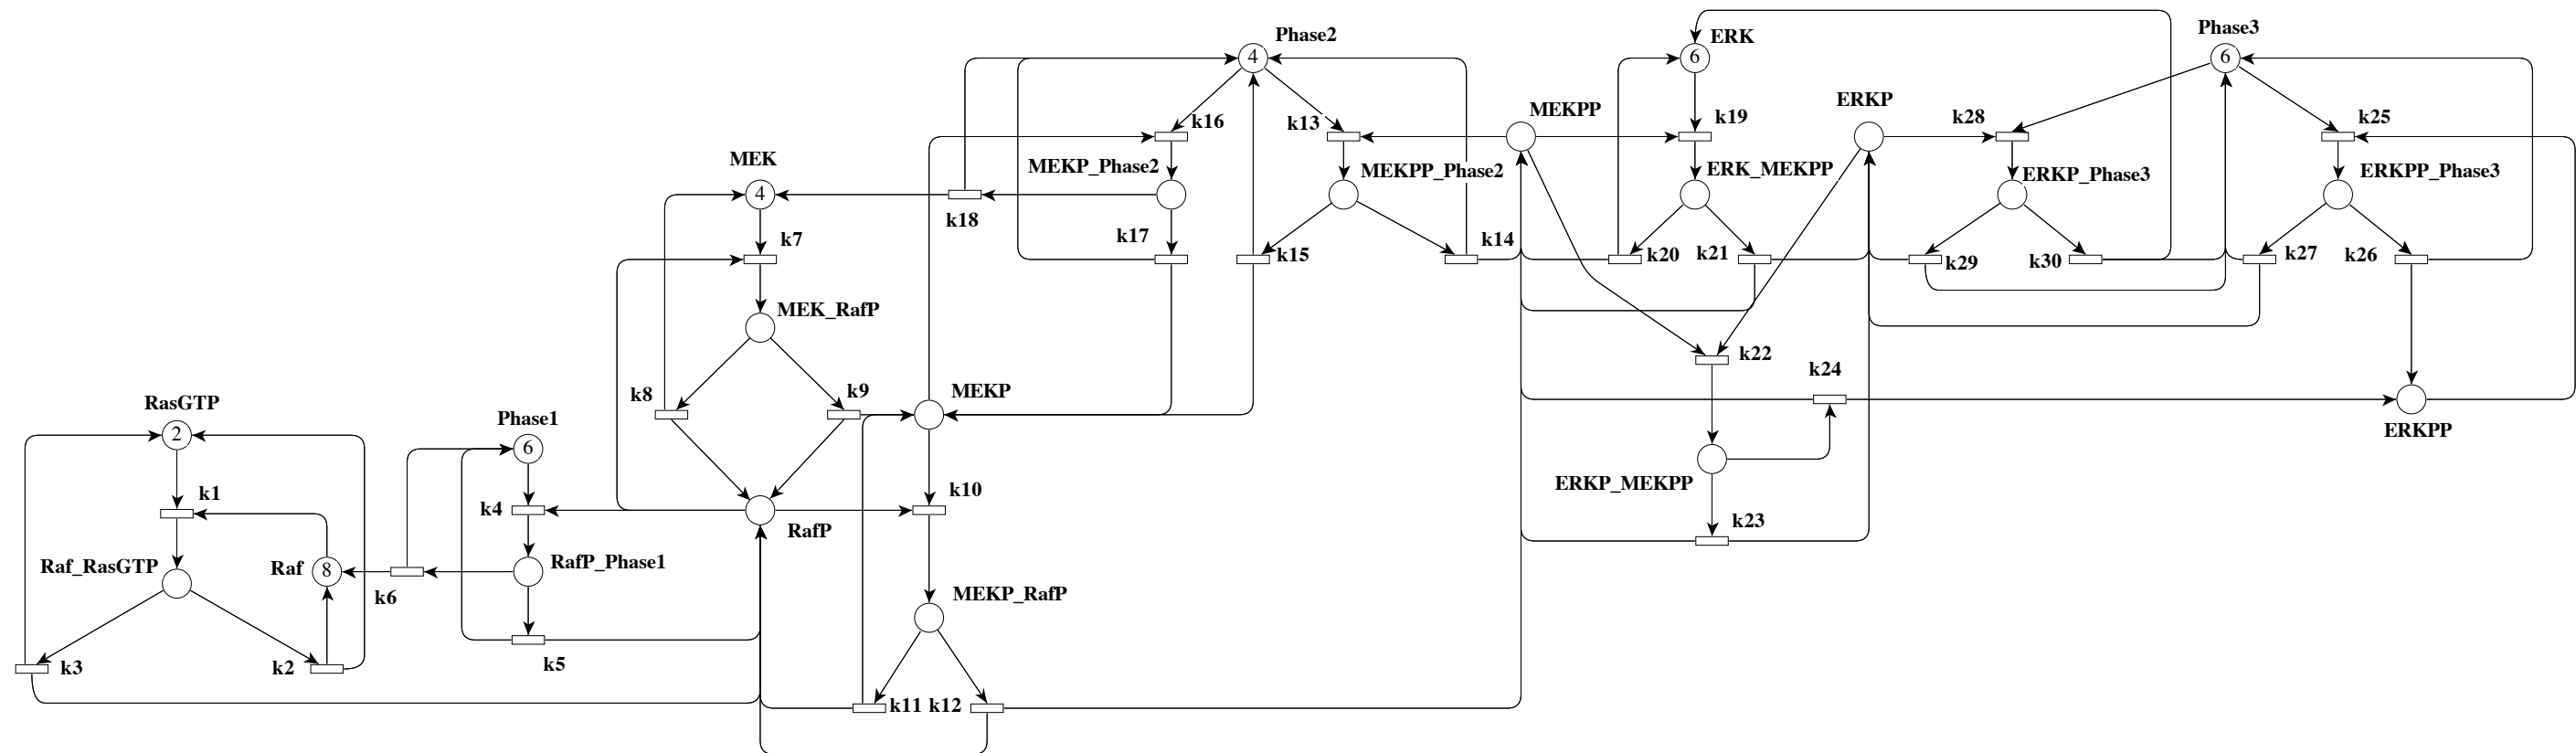 Phase2
ERK
Phase3
4
6
6
MEKPP
ERKP
k16
k13
k19
k28
k25
MEK
MEKP_Phase2
MEKPP_Phase2
ERK_MEKPP
ERKP_Phase3
ERKPP_Phase3
4
k18
k7
k17
k15
k14
k20
k21
k29
k30
k27
k26
MEK_RafP
k22
k24
k8
k9
MEKP
RasGTP
Phase1
ERKPP
2
6
k1
k4
k10
ERKP_MEKPP
RafP
k23
Raf_RasGTP
Raf
8
RafP_Phase1
k6
MEKP_RafP
k3
k2
k5
k11
k12